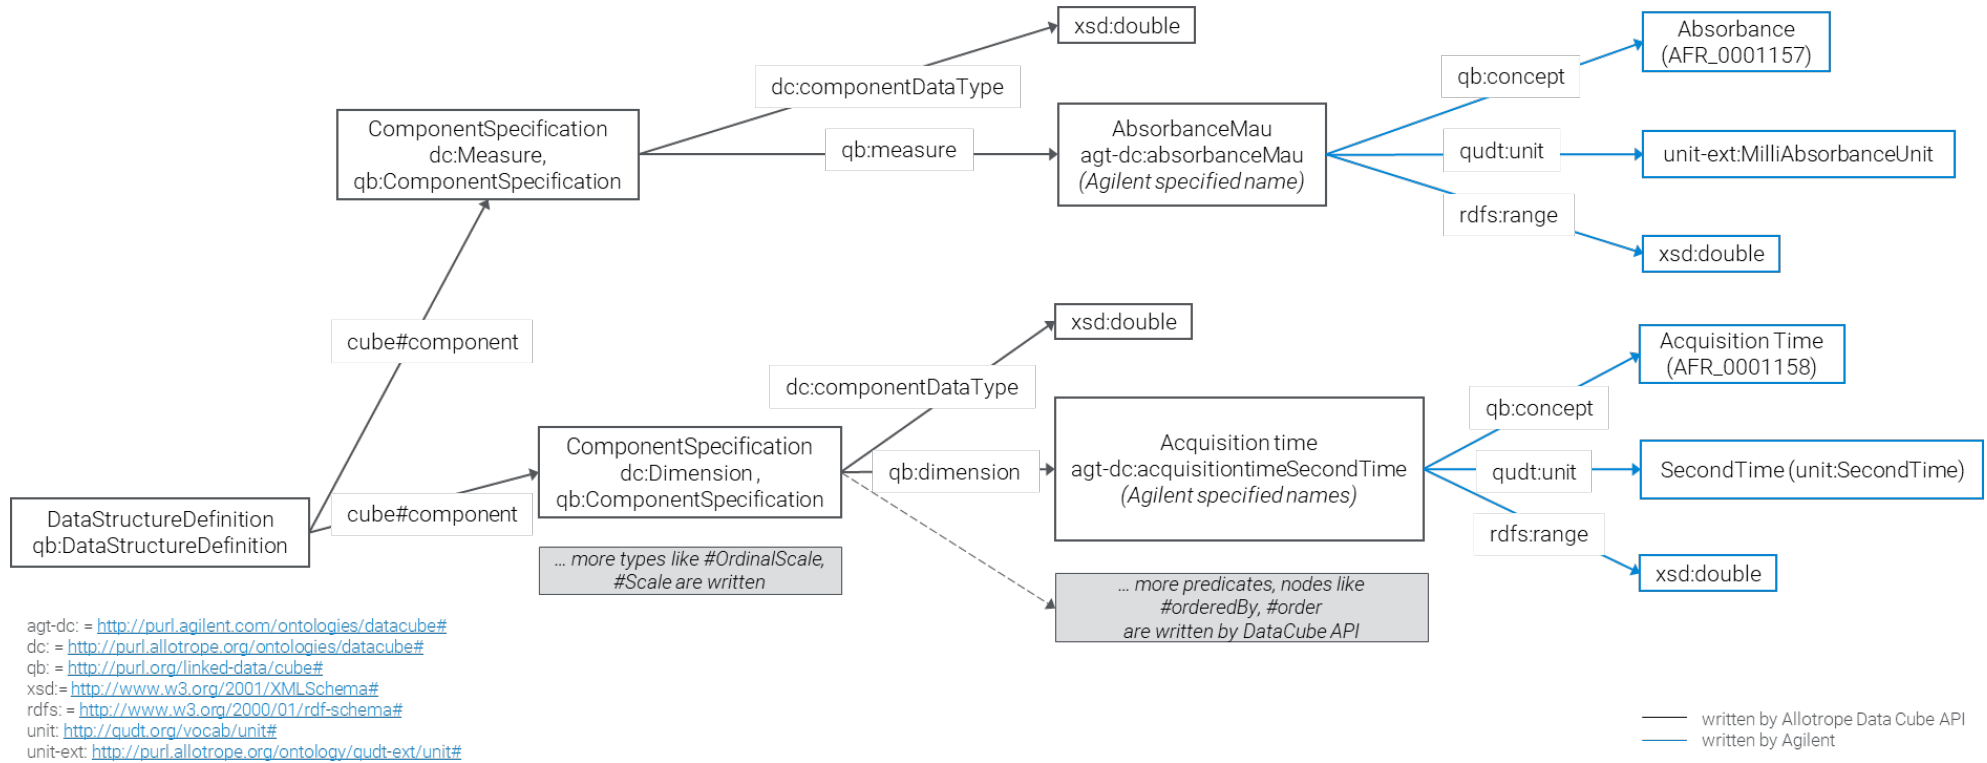 xsd:double
Absorbance
(AFR_0001157)
qb:concept
dc:componentDataType
ComponentSpecification
dc:Measure,
qb:ComponentSpecification
qb:measure
AbsorbanceMau
agt-dc:absorbanceMau
(Agilent specified name)
qudt:unit
unit-ext:MilliAbsorbanceUnit
rdfs:range
xsd:double
cube#component
xsd:double
Acquisition Time
(AFR_0001158)
dc:componentDataType
qb:concept
ComponentSpecification
dc:Dimension ,
qb:ComponentSpecification
qb:dimension
Acquisition time
agt-dc:acquisitiontimeSecondTime
(Agilent specified names)
qudt:unit
SecondTime (unit:SecondTime)
rdfs:range
xsd:double
DataStructureDefinition
qb:DataStructureDefinition
cube#component
... more types like #OrdinalScale,
#Scale are written
... more predicates, nodes like
#orderedBy, #order
are written by DataCube API
agt-dc: = http://purl.agilent.com/ontologies/datacube#
dc: = http://purl.allotrope.org/ontologies/datacube#
qb: = http://purl.org/linked-data/cube#
xsd:= http://www.w3.org/2001/XMLSchema#
rdfs: = http://www.w3.org/2000/01/rdf-schema#
unit: http://qudt.org/vocab/unit#
unit-ext: http://purl.allotrope.org/ontology/qudt-ext/unit#
written by Allotrope Data Cube API
written by Agilent